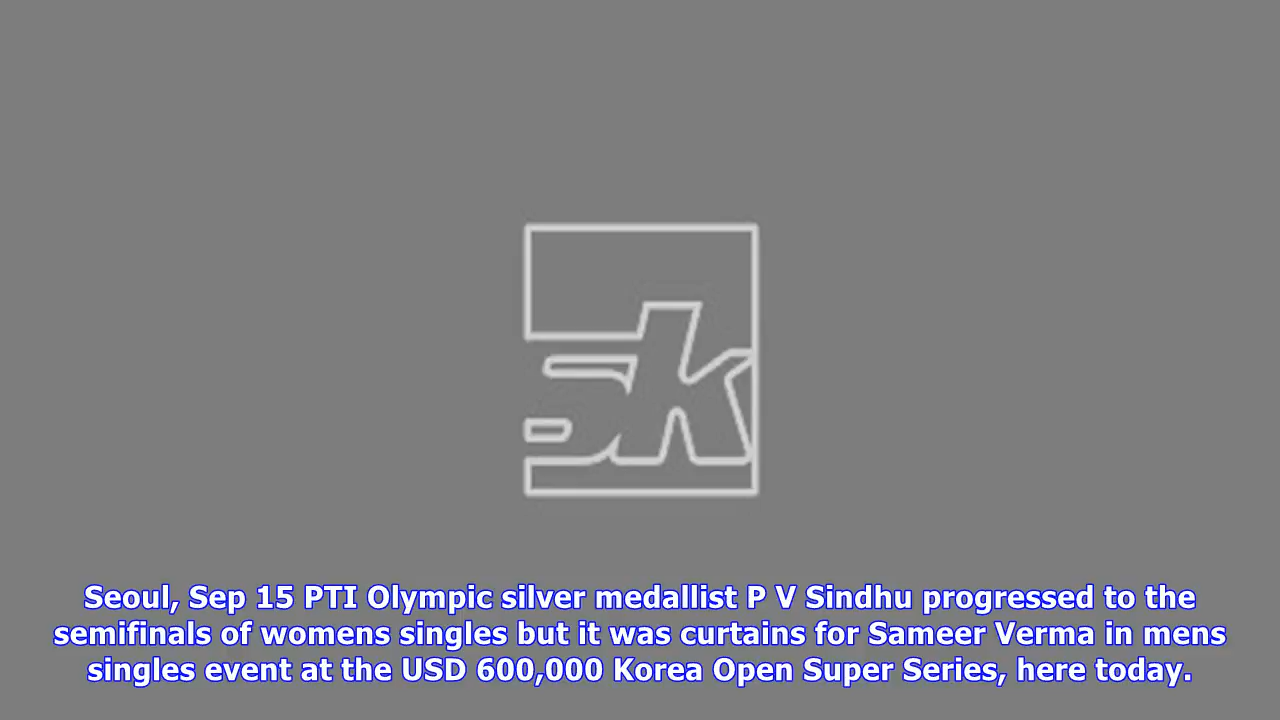 sk
Seoul, Sep 15 PTI Olympic silver medallist P V Sindhu progressed to the
semifinals of womens singles but it was curtains for Sameer Verma in mens
singles event at the USD 600,000 Korea Open Super Series, here today.